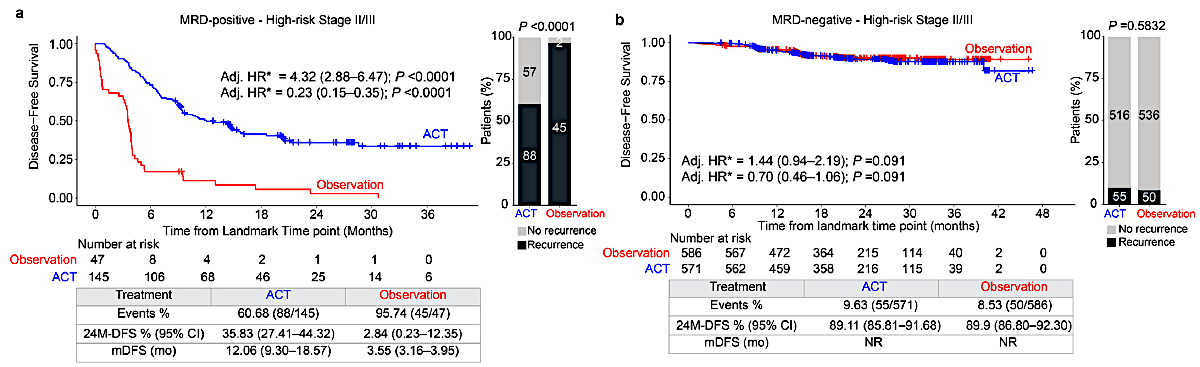 a
MRD-positive - High-risk Stage II/III
P <0.0001
Disease-Free Survival
1.00
0.75
0.50
0.25
0.00
Adj. HR* = 4.32 (2.88–6.47); P <0.0001
Adj. HR* = 0.23 (0.15–0.35); P <0.0001
ACT
Observation
0 6 12 18 24 30 36
Time from Landmark Time point (Months)
Patients (%)
100
75
50
25
0
57
88
2
45
ACT Observation
No recurrence
Recurrence
Number at risk
Observation 47 8 4 2 1 1 0
ACT 145 106 68 46 25 14 6
Treatment ACT Observation
Events % 60.68 (88/145) 95.74 (45/47)
24M-DFS % (95% CI) 35.83 (27.41–44.32) 2.84 (0.23–12.35)
mDFS (mo) 12.06 (9.30–18.57) 3.55 (3.16–3.95)
b
MRD-negative - High-risk Stage II/III
P =0.5832
Disease-Free Survival
1.00
0.75
0.50
0.25
0.00
Observation
ACT
Adj. HR* = 1.44 (0.94–2.19); P =0.091
Adj. HR* = 0.70 (0.46–1.06); P =0.091
0 6 12 18 24 30 36 42 48
Time from Landmark time point (months)
Patients (%)
100
75
50
25
0
516
536
55
50
ACT Observation
No recurrence
Recurrence
Number at risk
Observation 586 567 472 364 215 114 40 2 0
ACT 571 562 459 358 216 115 39 2 0
Treatment ACT Observation
Events % 9.63 (55/571) 8.53 (50/586)
24M-DFS % (95% CI) 89.11 (85.81–91.68) 89.9 (86.80–92.30)
mDFS (mo) NR NR